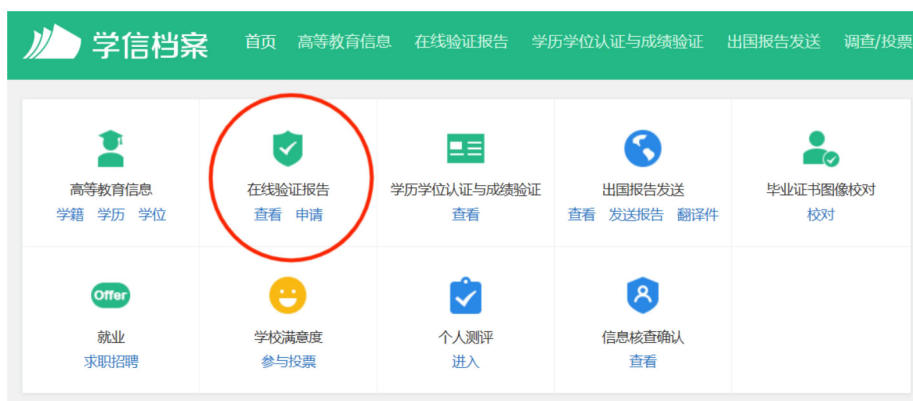 学信档案 首页 高等教育信息 在线验证报告 学历学位认证与成绩验证 出国报告发送 调查/投票
高等教育信息 在线验证报告 学历学位认证与成绩验证 出国报告发送 毕业证书图像校对
学籍 学历 学位 查看 申请 查看 查看 发送报告 翻译件 校对
Offer
就业 学校满意度 个人测评 信息核查确认
求职招聘 参与投票 进入 查看